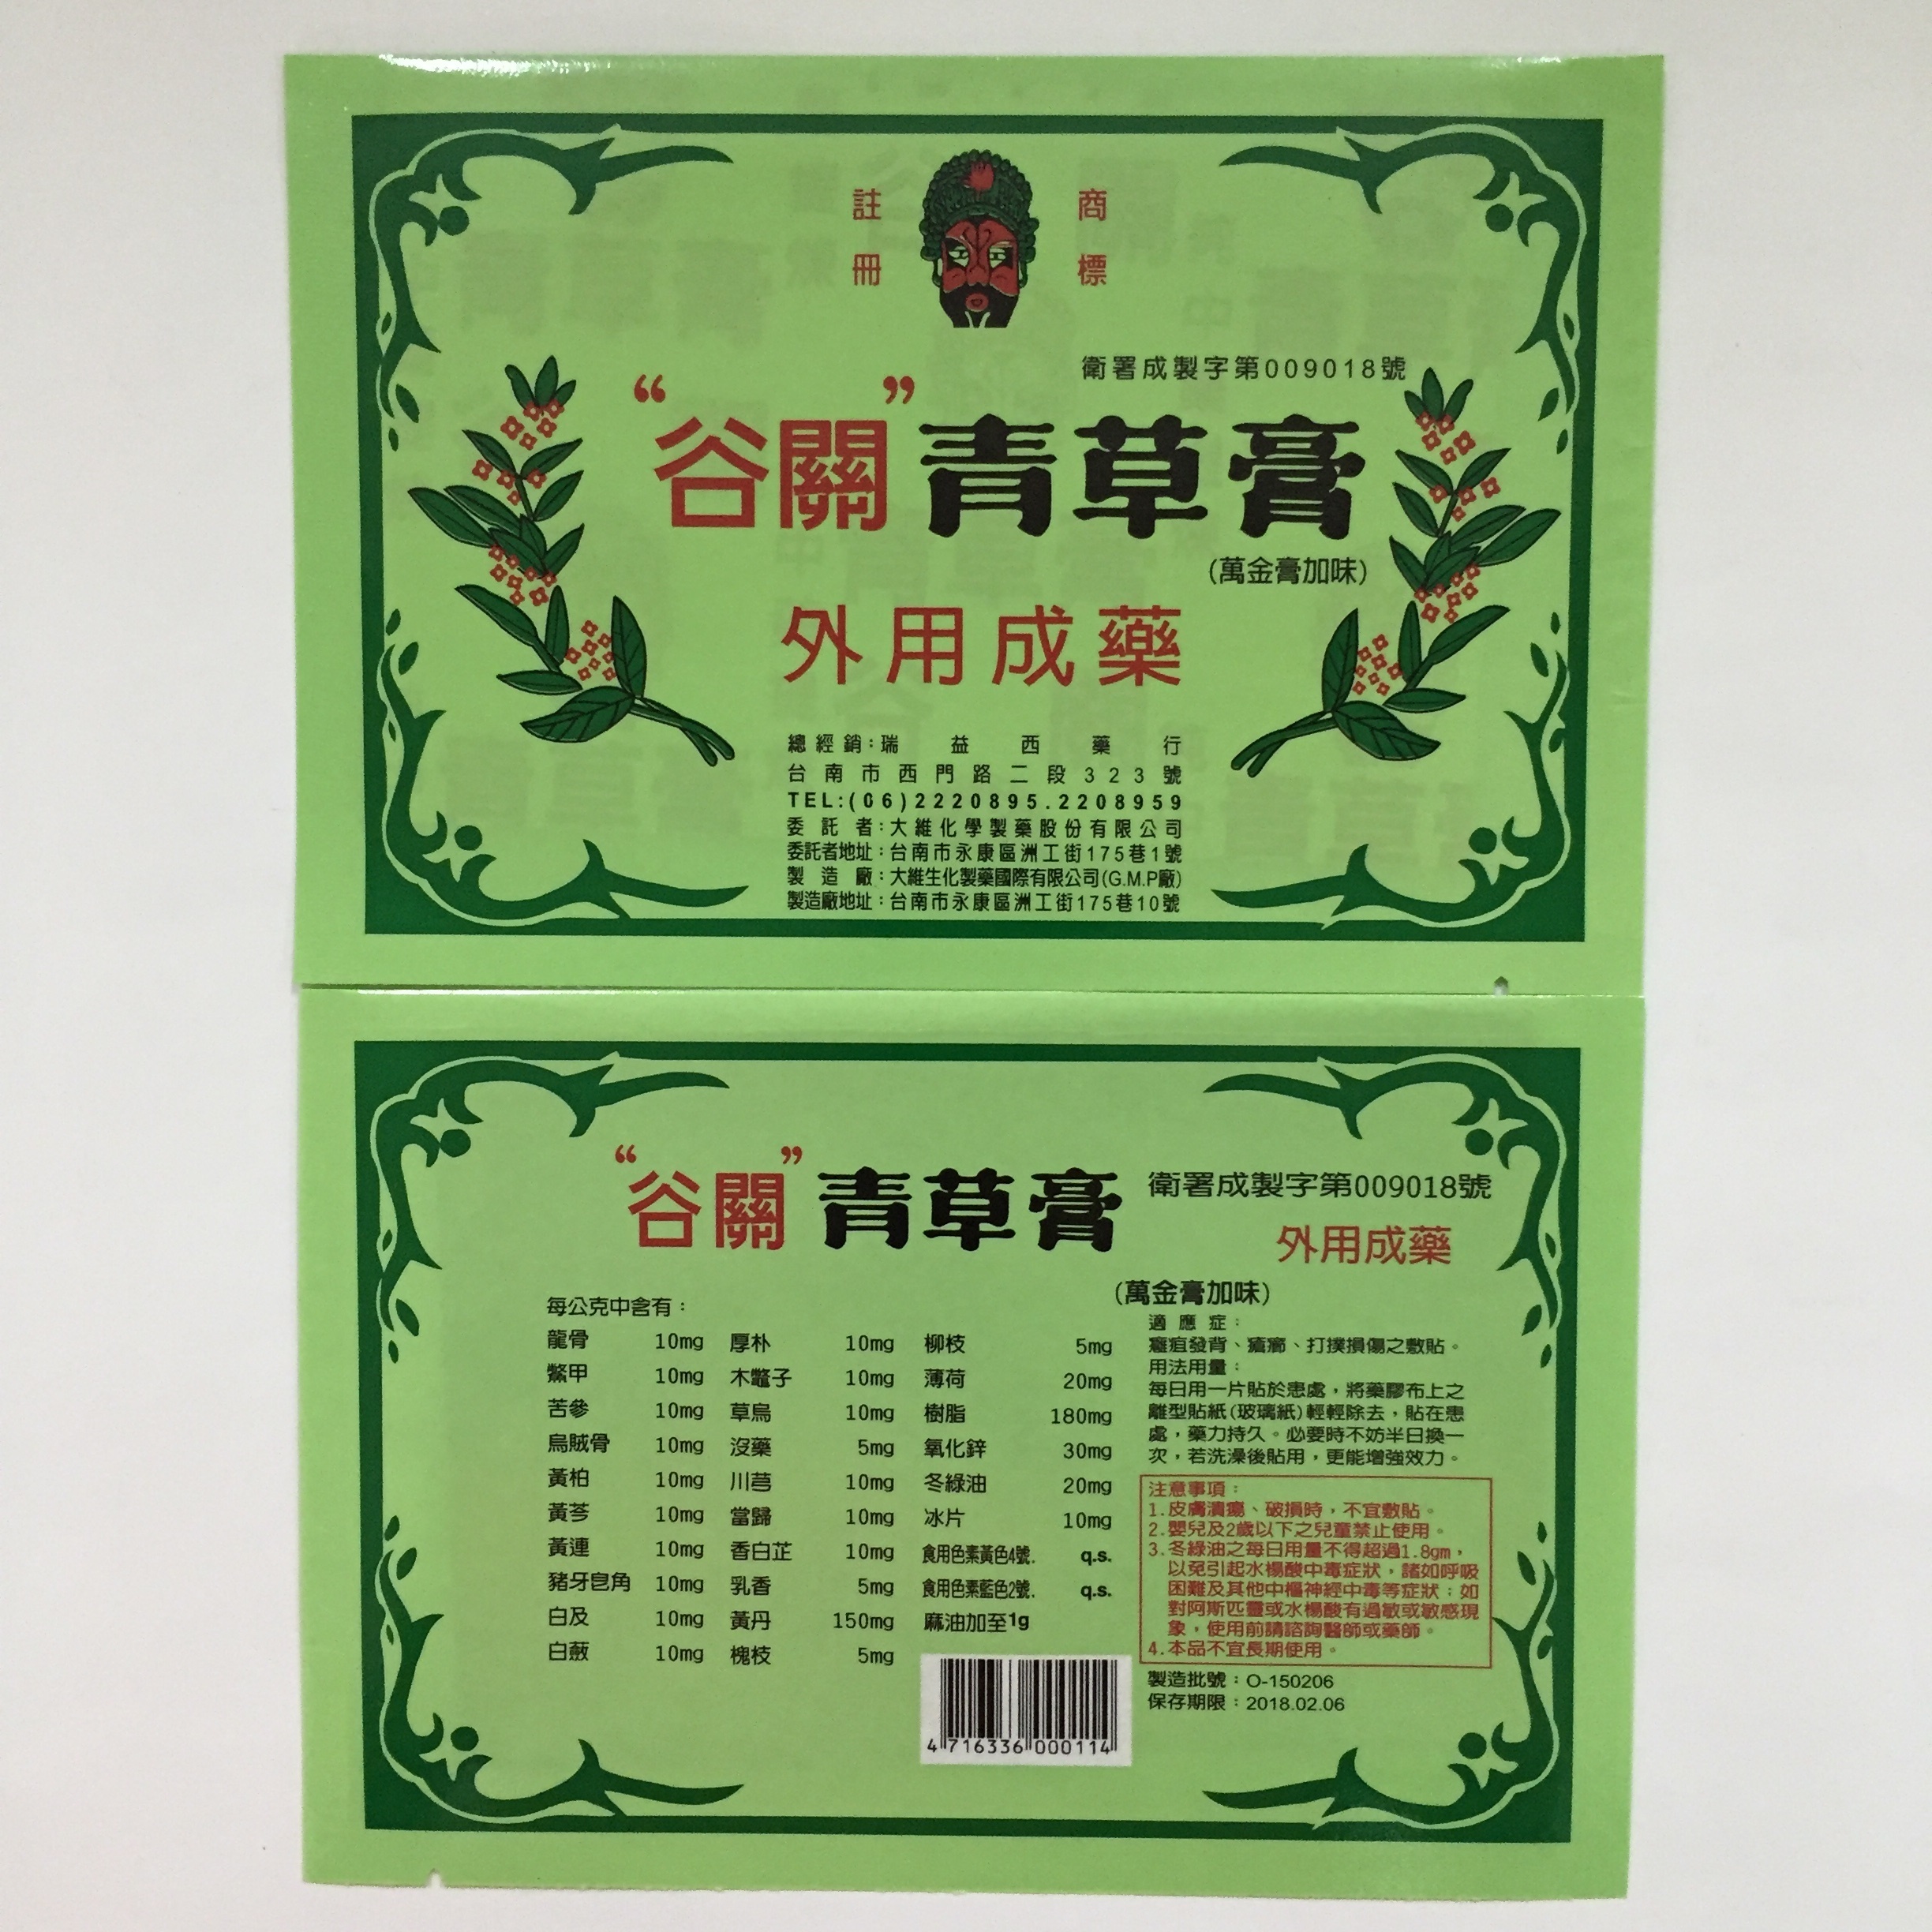 註冊 商標
衛署成製字第009018號
“谷關”青草膏
(萬金膏加味)
外用成藥
總經銷:瑞益西藥行
台南市西門路二段323號
TEL:(06)2220895.2208959
委託者:大維化學製藥股份有限公司
委託者地址:台南市永康區洲工街175巷1號
製造廠:大維生化製藥國際有限公司(G.M.P廠)
製造廠地址:台南市永康區洲工街175巷10號
“谷關”青草膏 衛署成製字第009018號
外用成藥
(萬金膏加味)
每公克中含有:
龍骨 10mg 厚朴 10mg 柳枝 5mg
鱉甲 10mg 木鼈子 10mg 薄荷 20mg
苦參 10mg 草烏 10mg 樹脂 180mg
烏賊骨 10mg 沒藥 5mg 氧化鋅 30mg
黃柏 10mg 川芎 10mg 冬綠油 20mg
黃芩 10mg 當歸 10mg 冰片 10mg
黃連 10mg 香白芷 10mg 食用色素黃色4號. q.s.
豬牙皂角 10mg 乳香 5mg 食用色素藍色2號. q.s.
白及 10mg 黃丹 150mg 麻油加至1g
白蘞 10mg 槐枝 5mg
適應症:
癰疽發背、瘡癤、打撲損傷之敷貼。
用法用量:
每日用一片貼於患處,將藥膠布上之
離型貼紙(玻璃紙)輕輕除去,貼在患
處,藥力持久。必要時不妨半日換一
次,若洗澡後貼用,更能增強效力。
注意事項:
1.皮膚潰瘍、破損時,不宜敷貼。
2.嬰兒及2歲以下之兒童禁止使用。
3.冬綠油之每日用量不得超過1.8gm,
以免引起水楊酸中毒症狀,諸如呼吸
困難及其他中樞神經中毒等症狀;如
對阿斯匹靈或水楊酸有過敏或敏感現
象,使用前請諮詢醫師或藥師。
4.本品不宜長期使用。
製造批號:O-150206
保存期限:2018.02.06
4 716336 000114